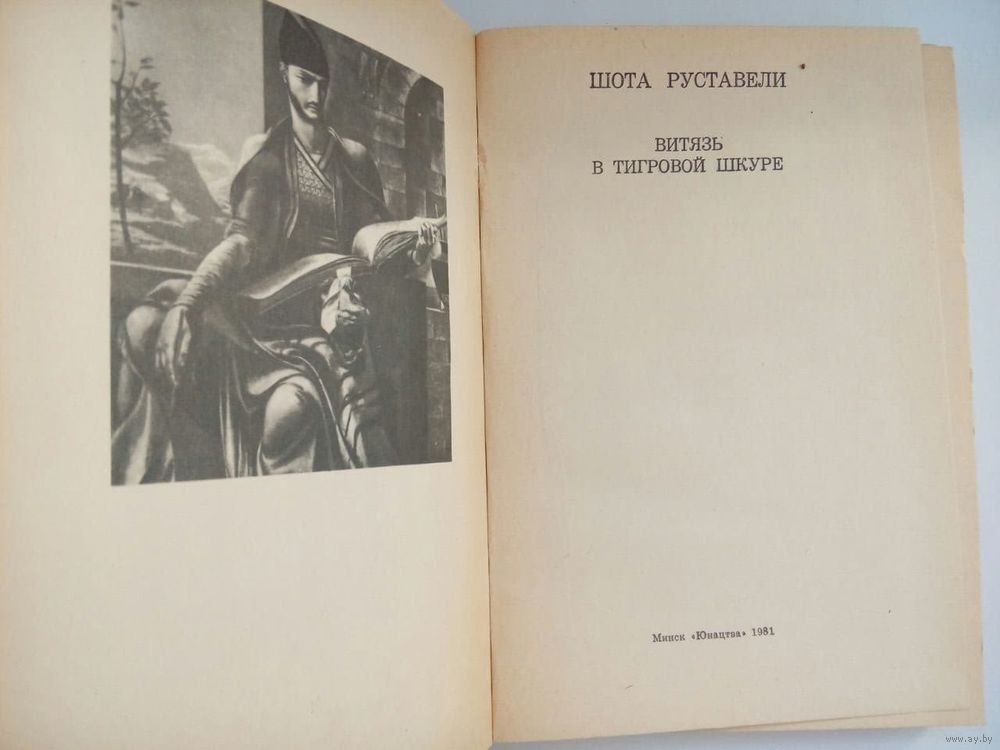 ШОТА РУСТАВЕЛИ
ВИТЯЗЬ
В ТИГРОВОЙ ШКУРЕ
Минск «Юнацтва» 1981
© www.ay.by